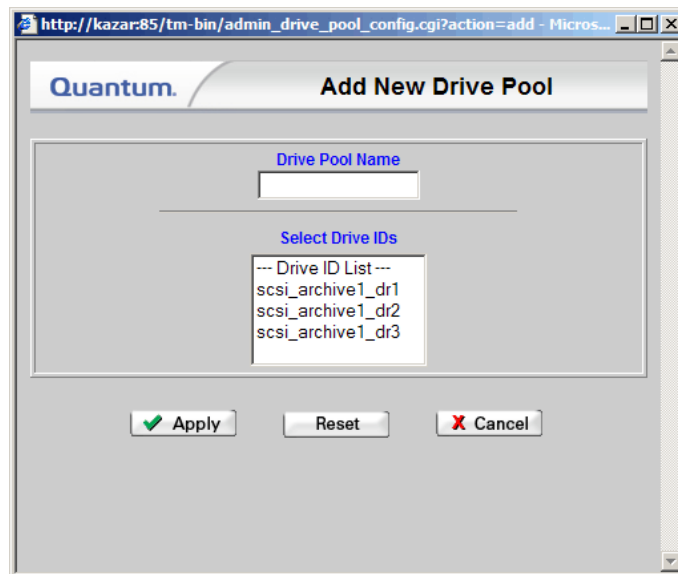 http://kazar:85/tm-bin/admin_drive_pool_config.cgi?action=add - Micros...
Quantum.
Add New Drive Pool
Drive Pool Name
Select Drive IDs
--- Drive ID List ---
scsi_archive1_dr1
scsi_archive1_dr2
scsi_archive1_dr3
Apply
Reset
Cancel